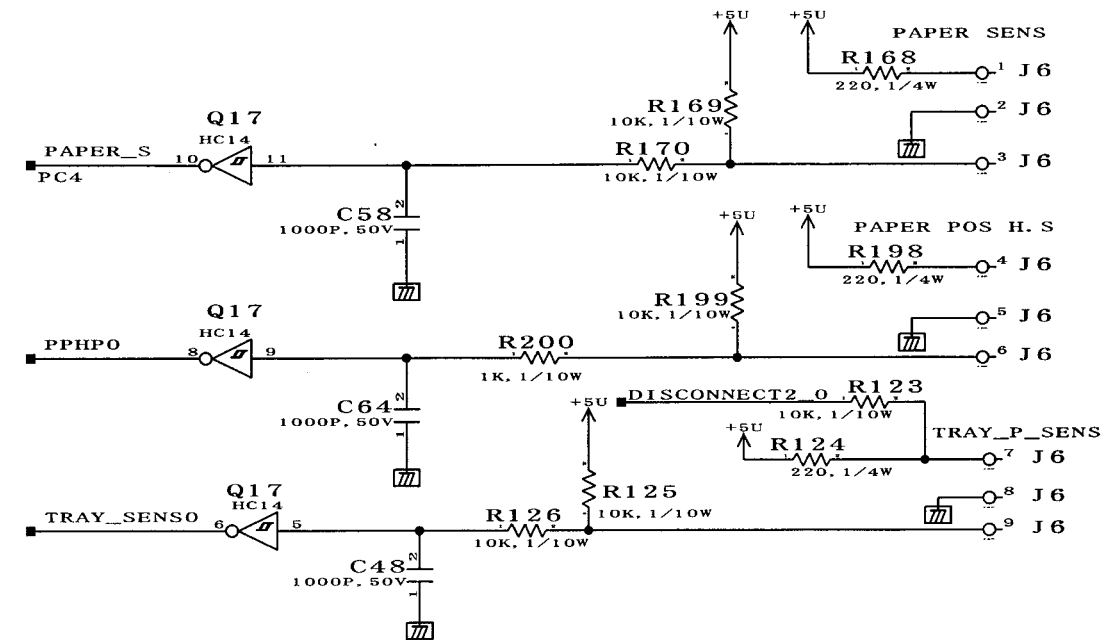 +5U
+5U
PAPER SENS
R168
220, 1/4W
1 J6
2 J6
R169
10K, 1/10W
Q17
HC14
PAPER_S
PC4
10
11
R170
10K, 1/10W
3 J6
C58
1000P, 50V
2
1
+5U
+5U
PAPER POS H.S
R198
220, 1/4W
4 J6
R199
10K, 1/10W
5 J6
Q17
HC14
PPHPO
8
9
R200
1K, 1/10W
6 J6
C64
1000P, 50V
2
1
+5U
DISCONNECT2_0
R123
10K, 1/10W
+5U
R124
220, 1/4W
TRAY_P_SENS
7 J6
R125
10K, 1/10W
8 J6
Q17
HC14
TRAY_SENSO
6
5
R126
10K, 1/10W
9 J6
C48
1000P, 50V
2
1